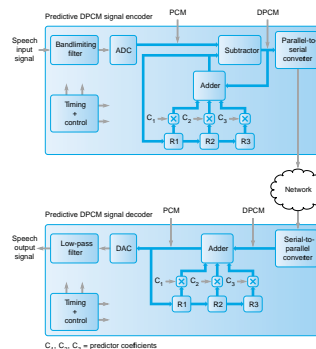 PCM DPCM
Predictive DPCM signal encoder
Speech
input
signal
Bandlimiting
filter
ADC
Subtractor
Parallel-to
serial
converter
Adder
Timing
+
control
C1 × C2 × C3 ×
R1 R2 R3
Network
PCM DPCM
Predictive DPCM signal decoder
Speech
output
signal
Low-pass
filter
DAC
Adder
Serial-to-
parallel
converter
C1 × C2 × C3 ×
Timing
+
control
R1 R2 R3
C1, C2, C3 = predictor coeficients